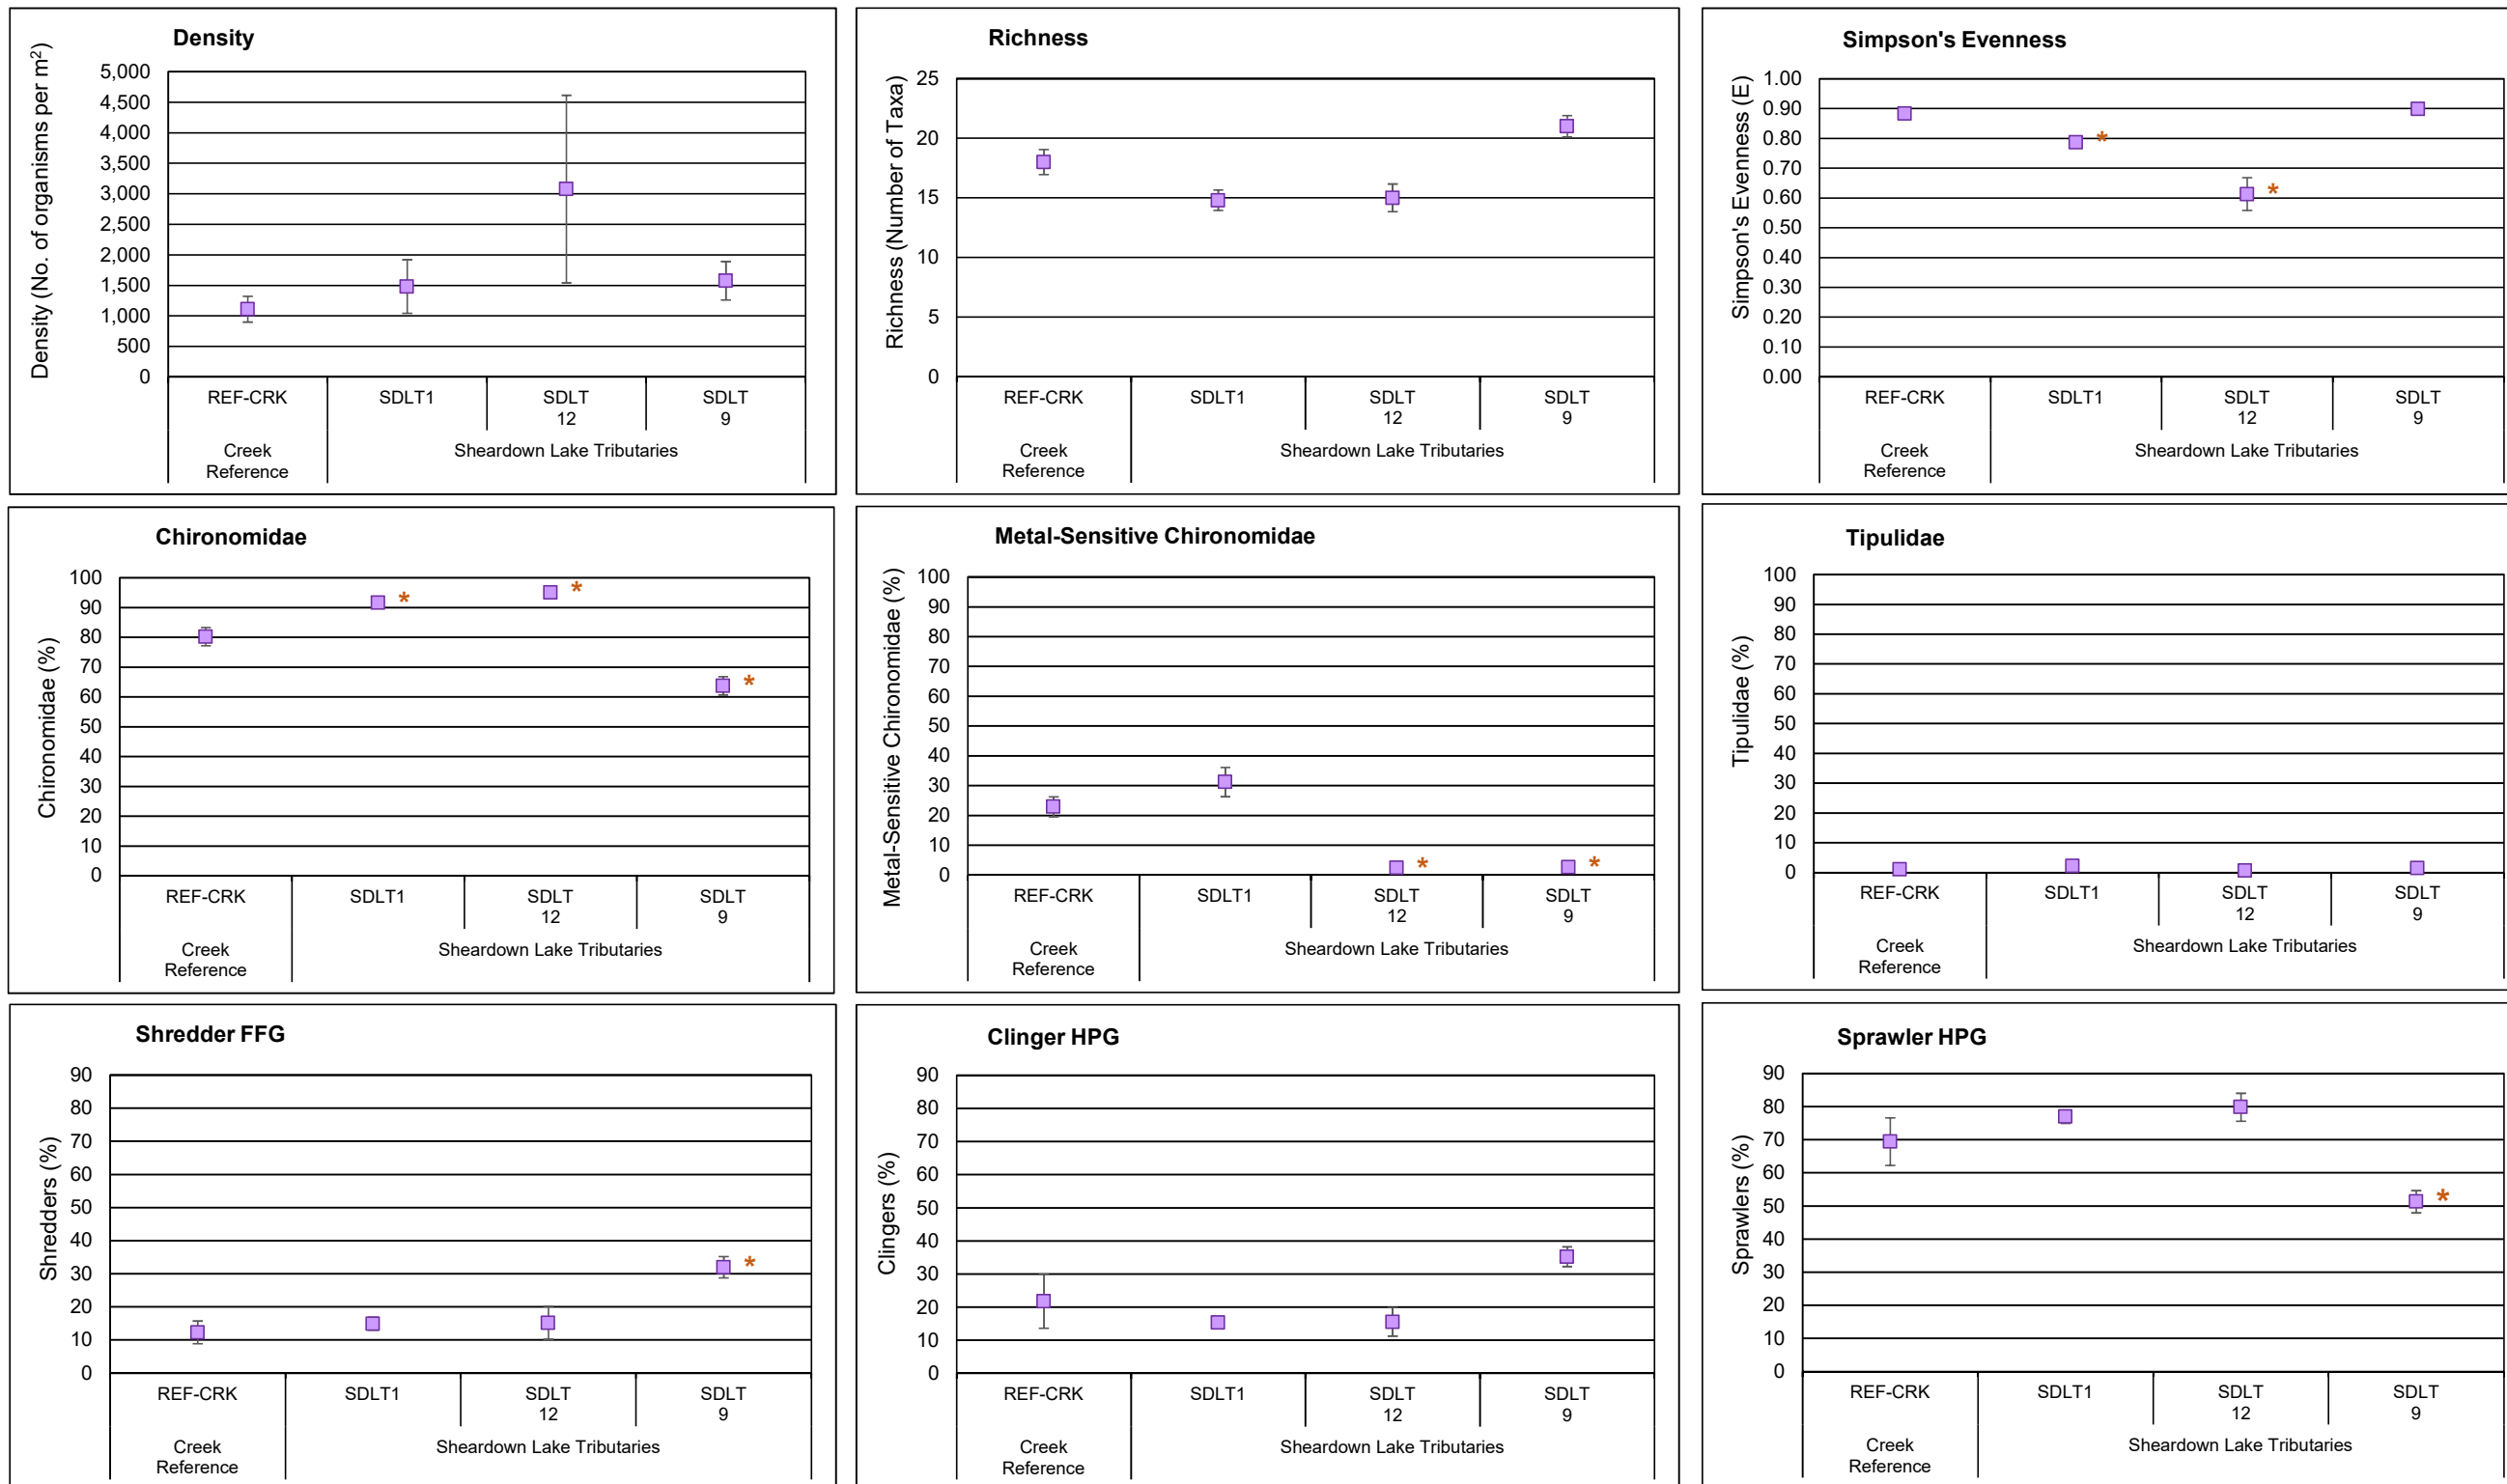 Density
Density (No. of organisms per m²)
5,000
4,500
4,000
3,500
3,000
2,500
2,000
1,500
1,000
500
0
REF-CRK SDLT1 SDLT SDLT
12 9
Creek Sheardown Lake Tributaries
Reference
Richness
Richness (Number of Taxa)
25
20
15
10
5
0
REF-CRK SDLT1 SDLT SDLT
12 9
Creek Sheardown Lake Tributaries
Reference
Simpson's Evenness
Simpson's Evenness (E)
1.00
0.90
0.80
0.70
0.60
0.50
0.40
0.30
0.20
0.10
0.00
*
*
REF-CRK SDLT1 SDLT SDLT
12 9
Creek Sheardown Lake Tributaries
Reference
Chironomidae
Chironomidae (%)
100
90
80
70
60
50
40
30
20
10
0
*
*
*
REF-CRK SDLT1 SDLT SDLT
12 9
Creek Sheardown Lake Tributaries
Reference
Metal-Sensitive Chironomidae
Metal-Sensitive Chironomidae (%)
100
90
80
70
60
50
40
30
20
10
0
*
*
REF-CRK SDLT1 SDLT SDLT
12 9
Creek Sheardown Lake Tributaries
Reference
Tipulidae
Tipulidae (%)
100
90
80
70
60
50
40
30
20
10
0
REF-CRK SDLT1 SDLT SDLT
12 9
Creek Sheardown Lake Tributaries
Reference
Shredder FFG
Shredders (%)
90
80
70
60
50
40
30
20
10
0
*
REF-CRK SDLT1 SDLT SDLT
12 9
Creek Sheardown Lake Tributaries
Reference
Clinger HPG
Clingers (%)
90
80
70
60
50
40
30
20
10
0
REF-CRK SDLT1 SDLT SDLT
12 9
Creek Sheardown Lake Tributaries
Reference
Sprawler HPG
Sprawlers (%)
90
80
70
60
50
40
30
20
10
0
*
REF-CRK SDLT1 SDLT SDLT
12 9
Creek Sheardown Lake Tributaries
Reference